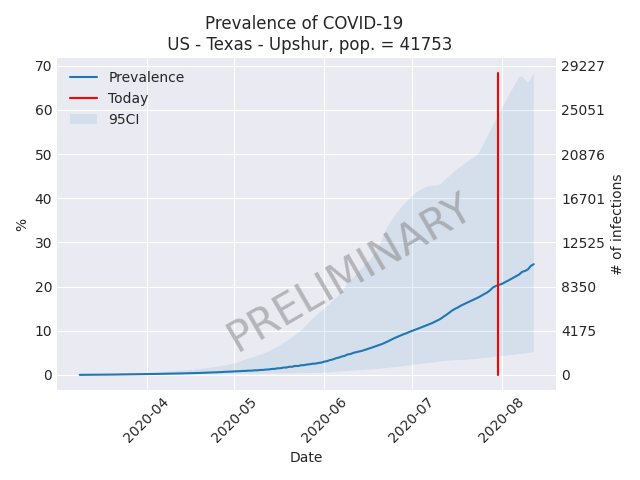 Prevalence of COVID-19
US - Texas - Upshur, pop. = 41753
Prevalence
Today
95CI
PRELIMINARY
70
60
50
40
30
20
10
0
%
29227
25051
20876
16701
12525
8350
4175
0
# of infections
2020-04
2020-05
2020-06
2020-07
2020-08
Date